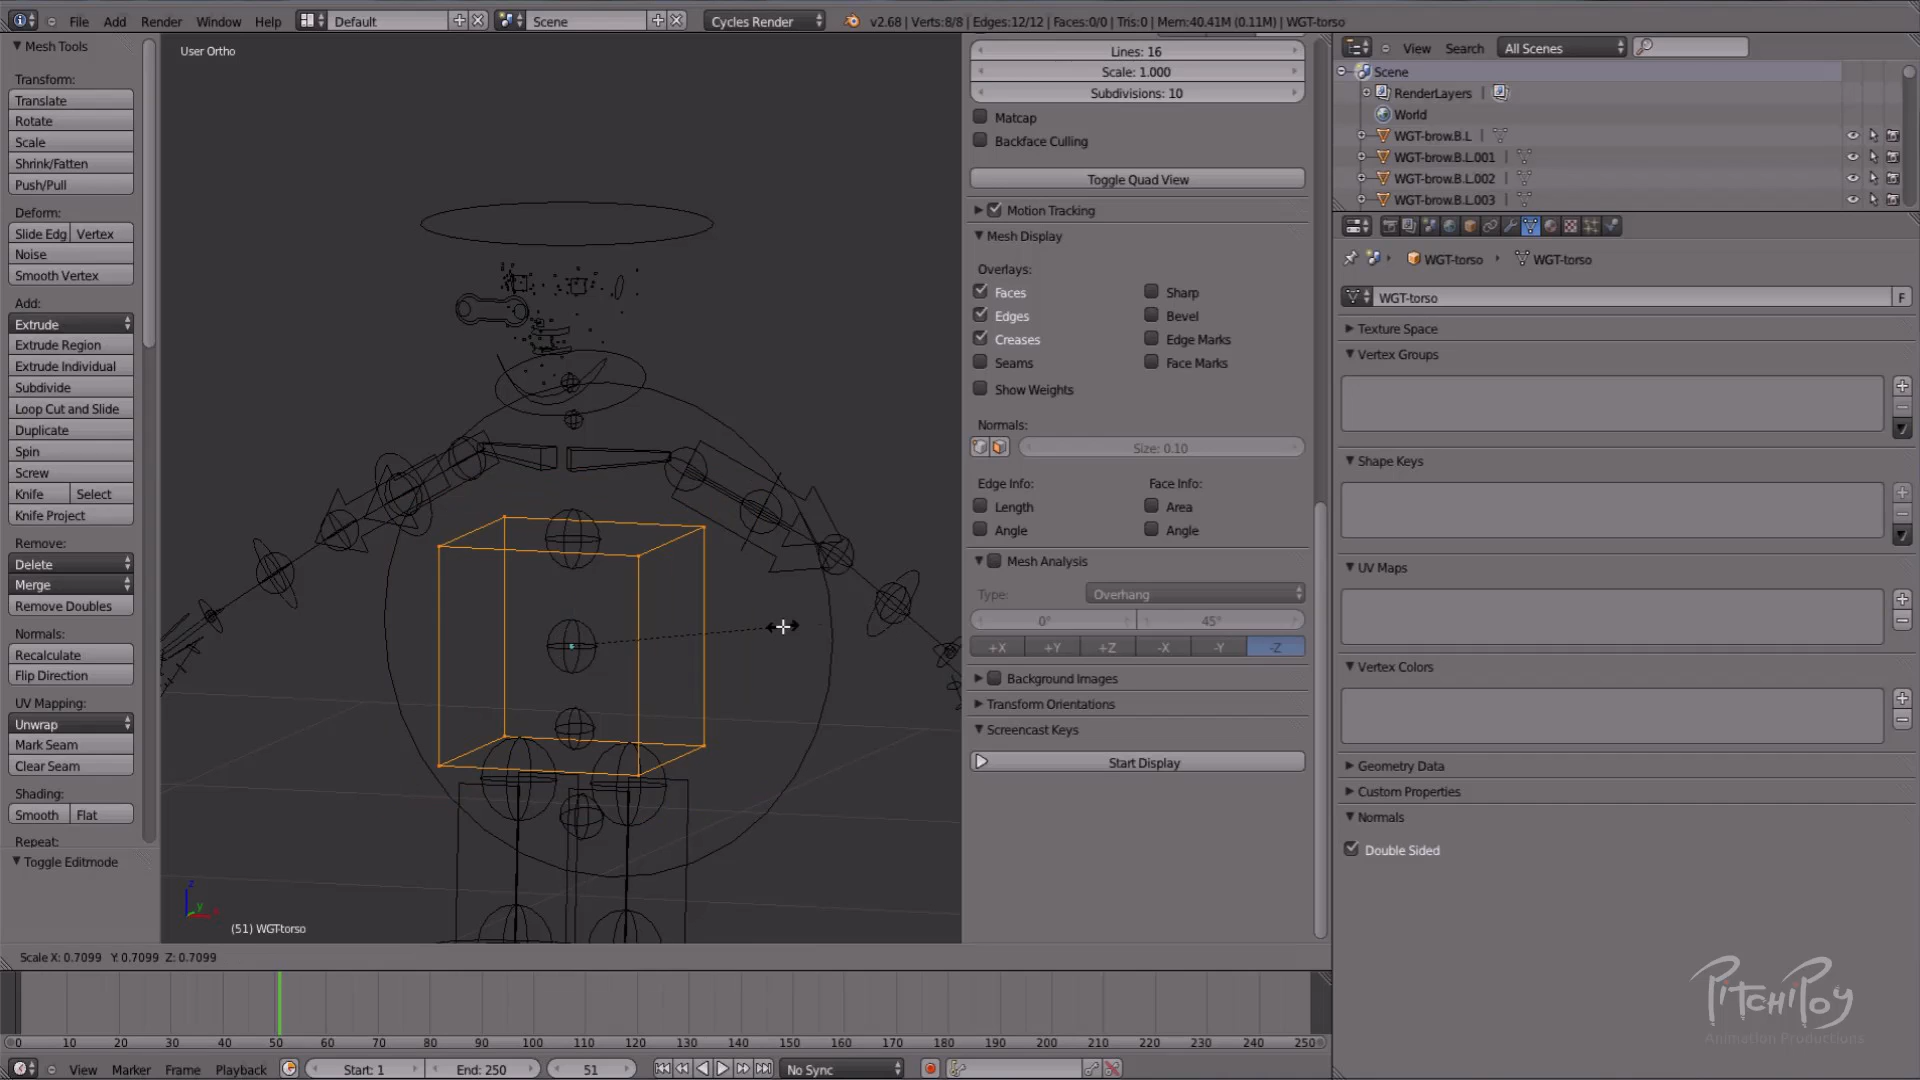 File Add Render Window Help Default Scene Cycles Render v2.68 | Verts:8/8 | Edges:12/12 | Faces:0/0 | Tris:0 | Mem:40.41M (0.11M) | WGT-torso
Mesh Tools
Transform:
Translate
Rotate
Scale
Shrink/Fatten
Push/Pull
Deform:
Slide Edg Vertex
Noise
Smooth Vertex
Add:
Extrude
Extrude Region
Extrude Individual
Subdivide
Loop Cut and Slide
Duplicate
Spin
Screw
Knife Select
Knife Project
Remove:
Delete
Merge
Remove Doubles
Normals:
Recalculate
Flip Direction
UV Mapping:
Unwrap
Mark Seam
Clear Seam
Shading:
Smooth Flat
Repeat:
Toggle Editmode
User Ortho
z
y
x
(51) WGT-torso
Lines: 16
Scale: 1.000
Subdivisions: 10
Matcap
Backface Culling
Toggle Quad View
Motion Tracking
Mesh Display
Overlays:
Faces Sharp
Edges Bevel
Creases Edge Marks
Seams Face Marks
Show Weights
Normals:
Size: 0.10
Edge Info: Face Info:
Length Area
Angle Angle
Mesh Analysis
Type: Overhang
0° 45°
+X +Y +Z -X -Y -Z
Background Images
Transform Orientations
Screencast Keys
Start Display
View Search All Scenes
Scene
RenderLayers |
World
WGT-brow.B.L |
WGT-brow.B.L.001 |
WGT-brow.B.L.002 |
WGT-brow.B.L.003 |
WGT-torso WGT-torso
WGT-torso F
Texture Space
Vertex Groups
Shape Keys
UV Maps
Vertex Colors
Geometry Data
Custom Properties
Normals
Double Sided
Scale X: 0.7099 Y: 0.7099 Z: 0.7099
0 10 20 30 40 50 60 70 80 90 100 110 120 130 140 150 160 170 180 190 200 210 220 230 240 250
View Marker Frame Playback Start: 1 End: 250 51 No Sync
PitchiPoy
Animation Productions